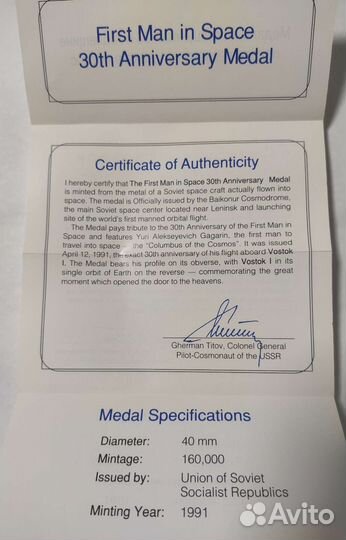 First Man in Space
30th Anniversary Medal
Certificate of Authenticity
I hereby certify that The First Man in Space 30th Anniversary Medal
is minted from the metal of a Soviet space craft actually flown into
space. The medal is Officially issued by the Baikonur Cosmodrome,
the main Soviet space center located near Leninsk and launching
site of the world's first manned orbital flight.
The Medal pays tribute to the 30th Anniversary of the First Man in
Space and features Yuri Alekseyevich Gagarin, the first man to
travel into space — the "Columbus of the Cosmos". It was issued
April 12, 1991, the exact 30th anniversary of his flight aboard Vostok
I. The Medal bears his profile on its obverse, with Vostok I in its
single orbit of Earth on the reverse — commemorating the great
moment which opened the door to the heavens.
Gherman Titov, Colonel General
Pilot-Cosmonaut of the USSR
Medal Specifications
Diameter: 40 mm
Mintage: 160,000
Issued by: Union of Soviet
Socialist Republics
Minting Year: 1991
Avito